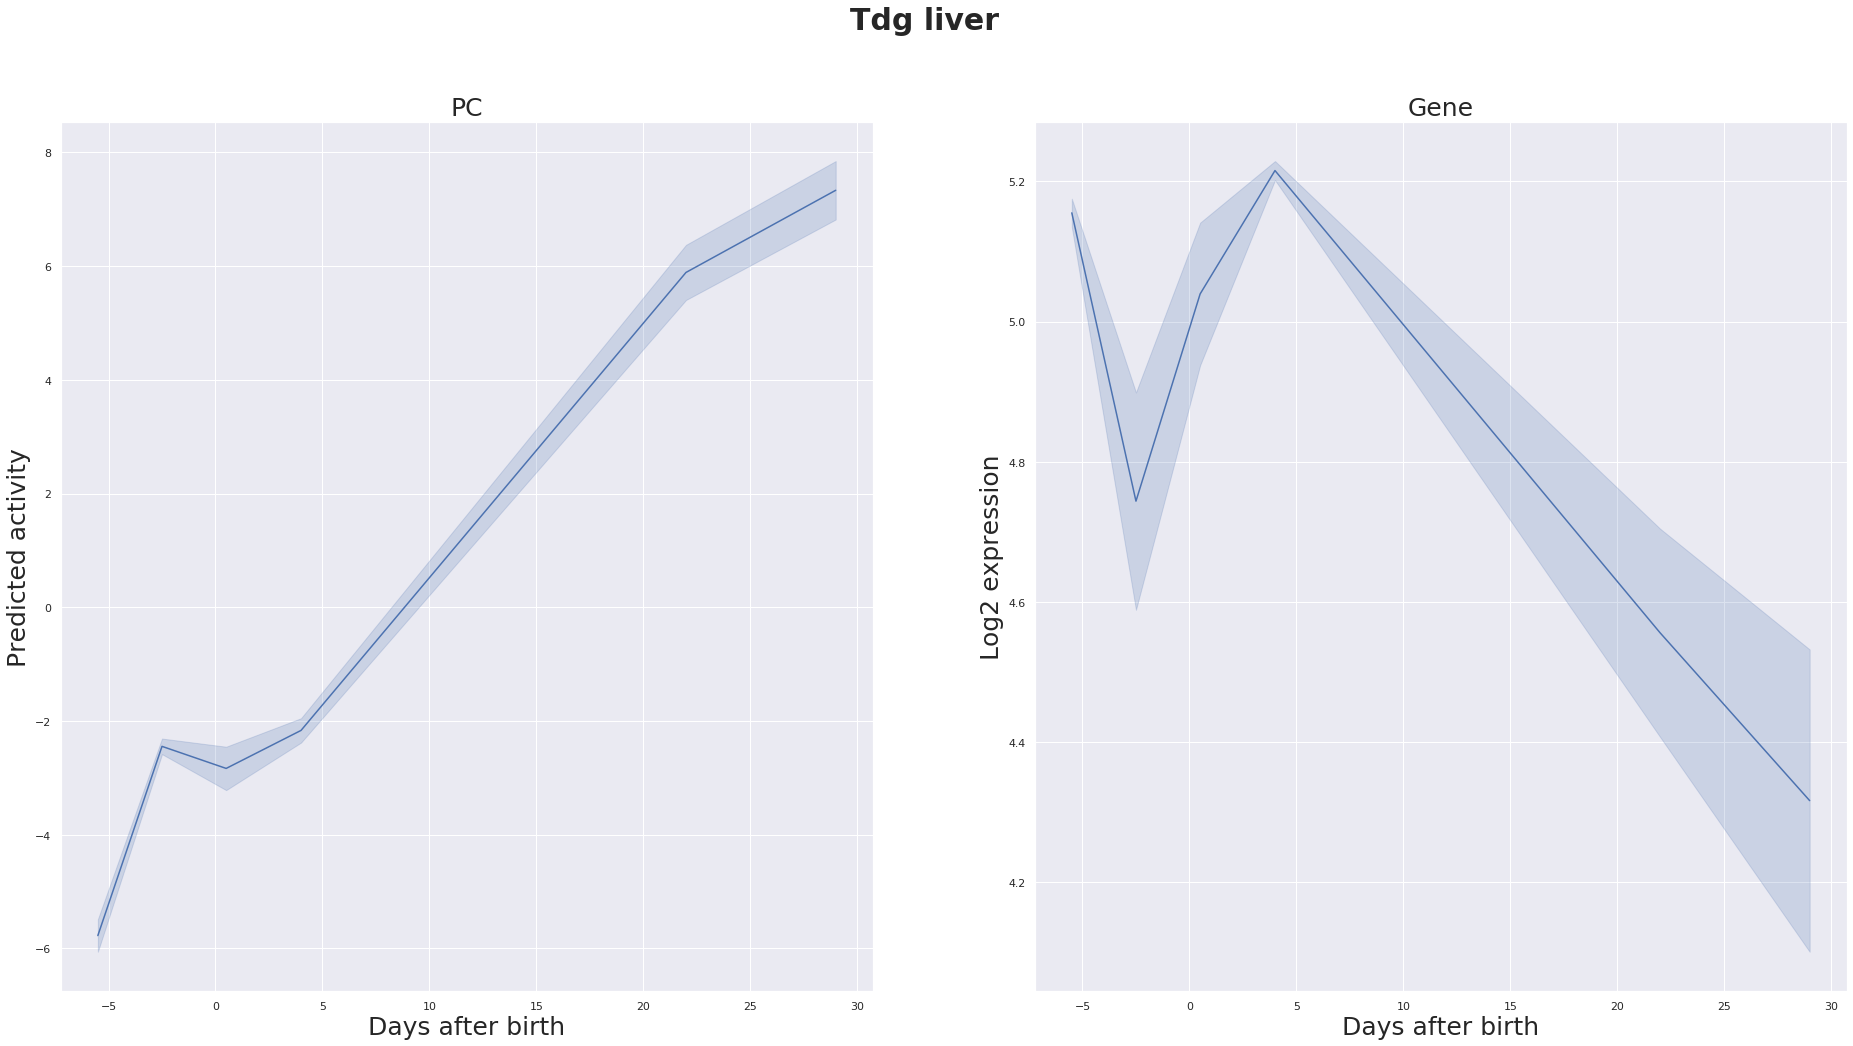 Tdg liver
PC
Predicted activity
8
6
4
2
0
−2
−4
−6
−5 0 5 10 15 20 25 30
Days after birth
Gene
Log2 expression
5.2
5.0
4.8
4.6
4.4
4.2
−5 0 5 10 15 20 25 30
Days after birth